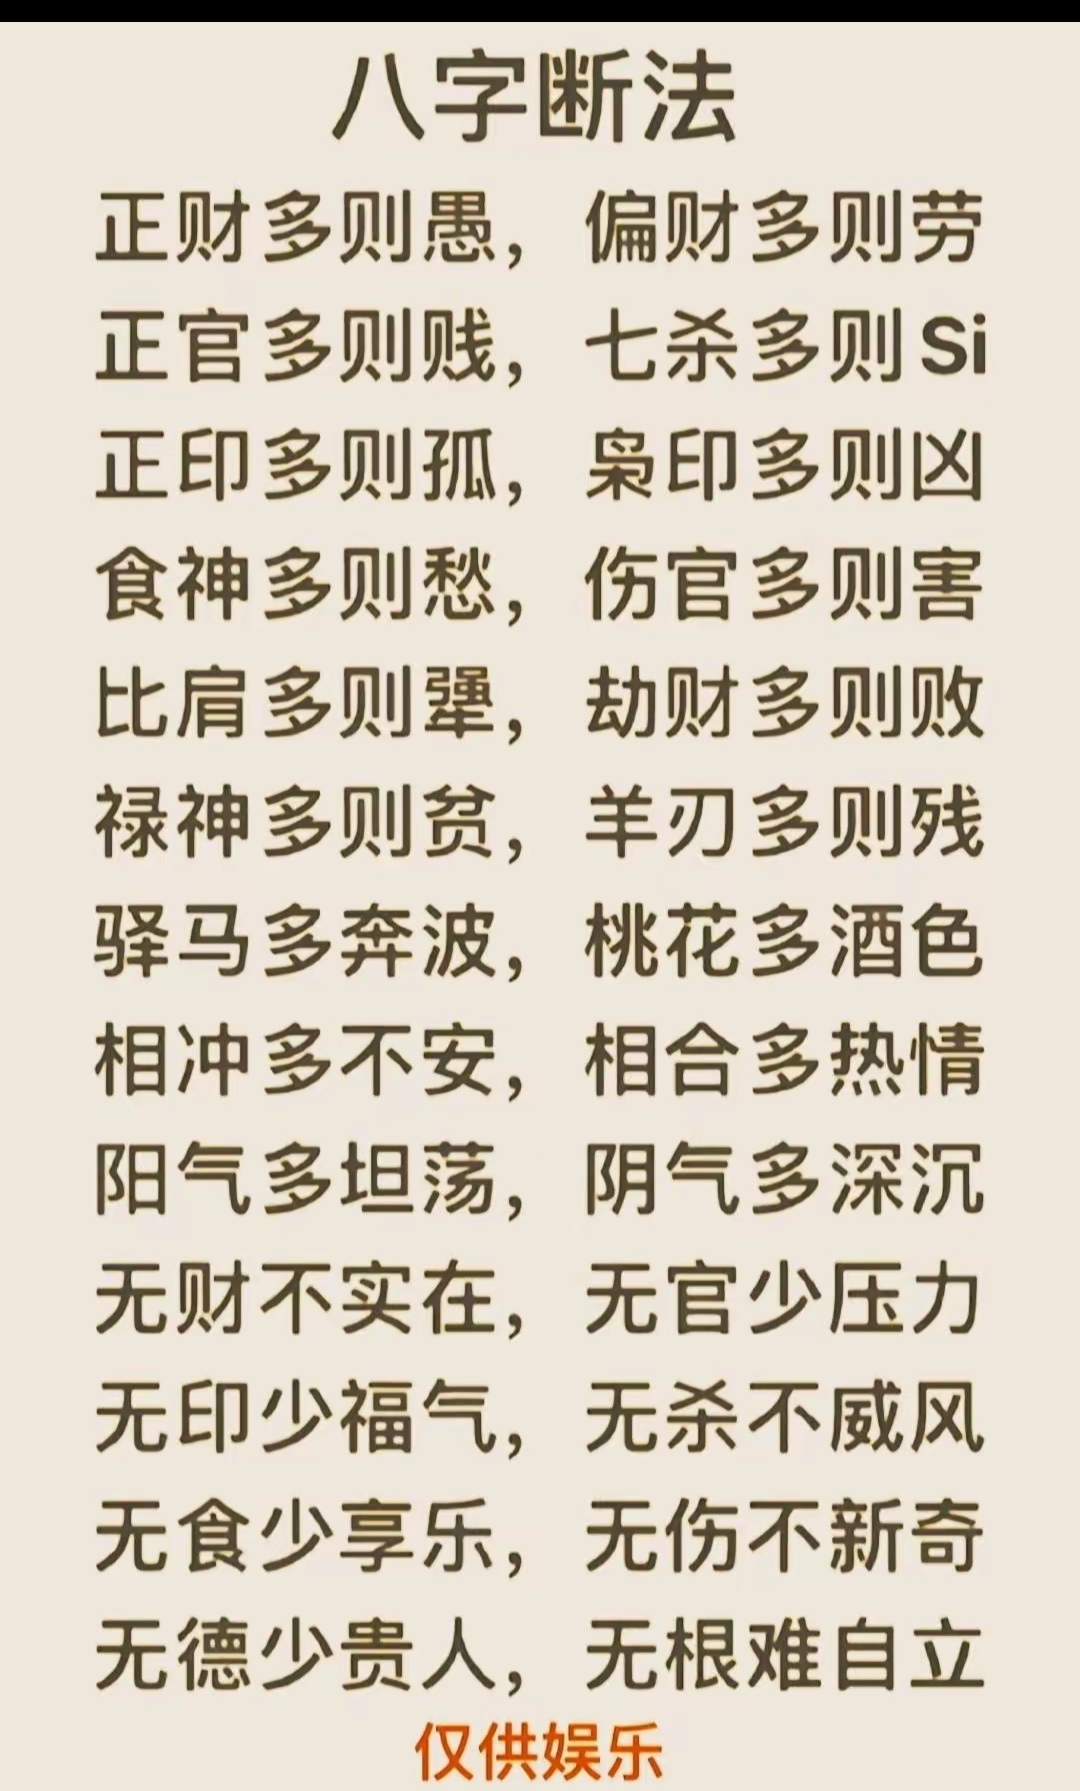 八字断法
正财多则愚，偏财多则劳
正官多则贱，七杀多则Si
正印多则孤，枭印多则凶
食神多则愁，伤官多则害
比肩多则犟，劫财多则败
禄神多则贫，羊刃多则残
驿马多奔波，桃花多酒色
相冲多不安，相合多热情
阳气多坦荡，阴气多深沉
无财不实在，无官少压力
无印少福气，无杀不威风
无食少享乐，无伤不新奇
无德少贵人，无根难自立
仅供娱乐